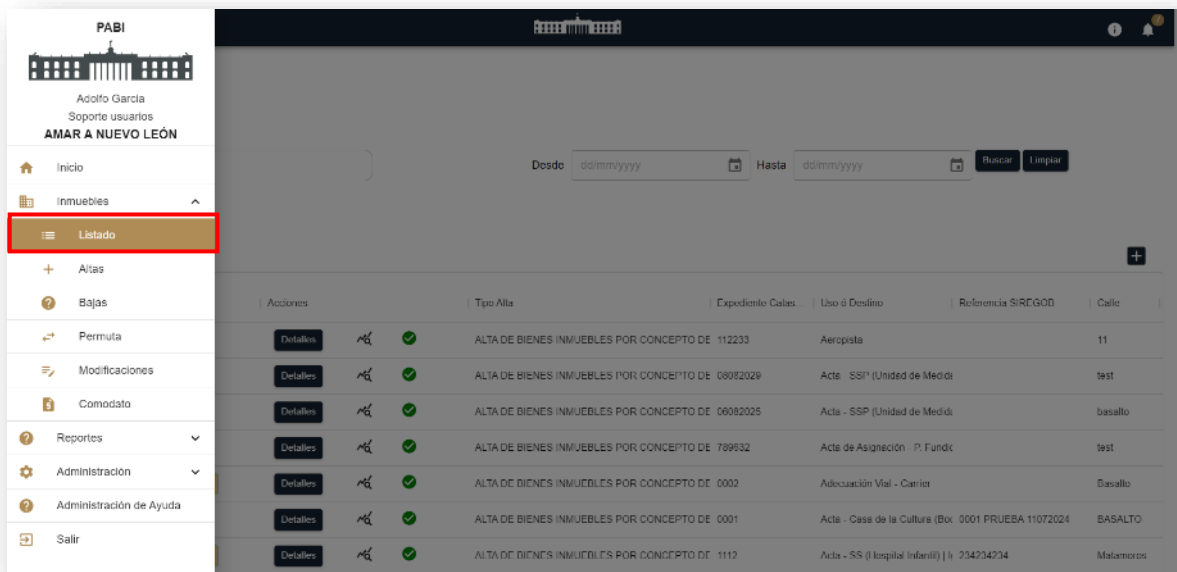 PABI
Adolfo Garcia
Soporte usuarios
AMAR A NUEVO LEÓN
Inicio
Inmuebles
Listado
Altas
Bajas
Permuta
Modificaciones
Comodato
Reportes
Administración
Administración de Ayuda
Salir
Desde dd/mm/yyyy Hasta dd/mm/yyyy Buscar Limpiar
Acciones Tipo Alta Expediente Catas... Uso ó Destino Referencia SIREGOB Calle
Detalles ALTA DE BIENES INMUEBLES POR CONCEPTO DE 112233 Aeropista 11
Detalles ALTA DE BIENES INMUEBLES POR CONCEPTO DE 08082029 Acta - SSP (Unidad de Medida test
Detalles ALTA DE BIENES INMUEBLES POR CONCEPTO DE 06082025 Acta - SSP (Unidad de Medida basalto
Detalles ALTA DE BIENES INMUEBLES POR CONCEPTO DE 789632 Acta de Asignación - P. Fundic test
Detalles ALTA DE BIENES INMUEBLES POR CONCEPTO DE 0002 Adecuación Vial - Carrier Basalto
Detalles ALTA DE BIENES INMUEBLES POR CONCEPTO DE 0001 Acta - Casa de la Cultura (Boc 0001 PRUEBA 11072024 BASALTO
Detalles ALTA DE BIENES INMUEBLES POR CONCEPTO DE 1112 Acta - SS (Hospital Infantil) | 234234234 Matamoros